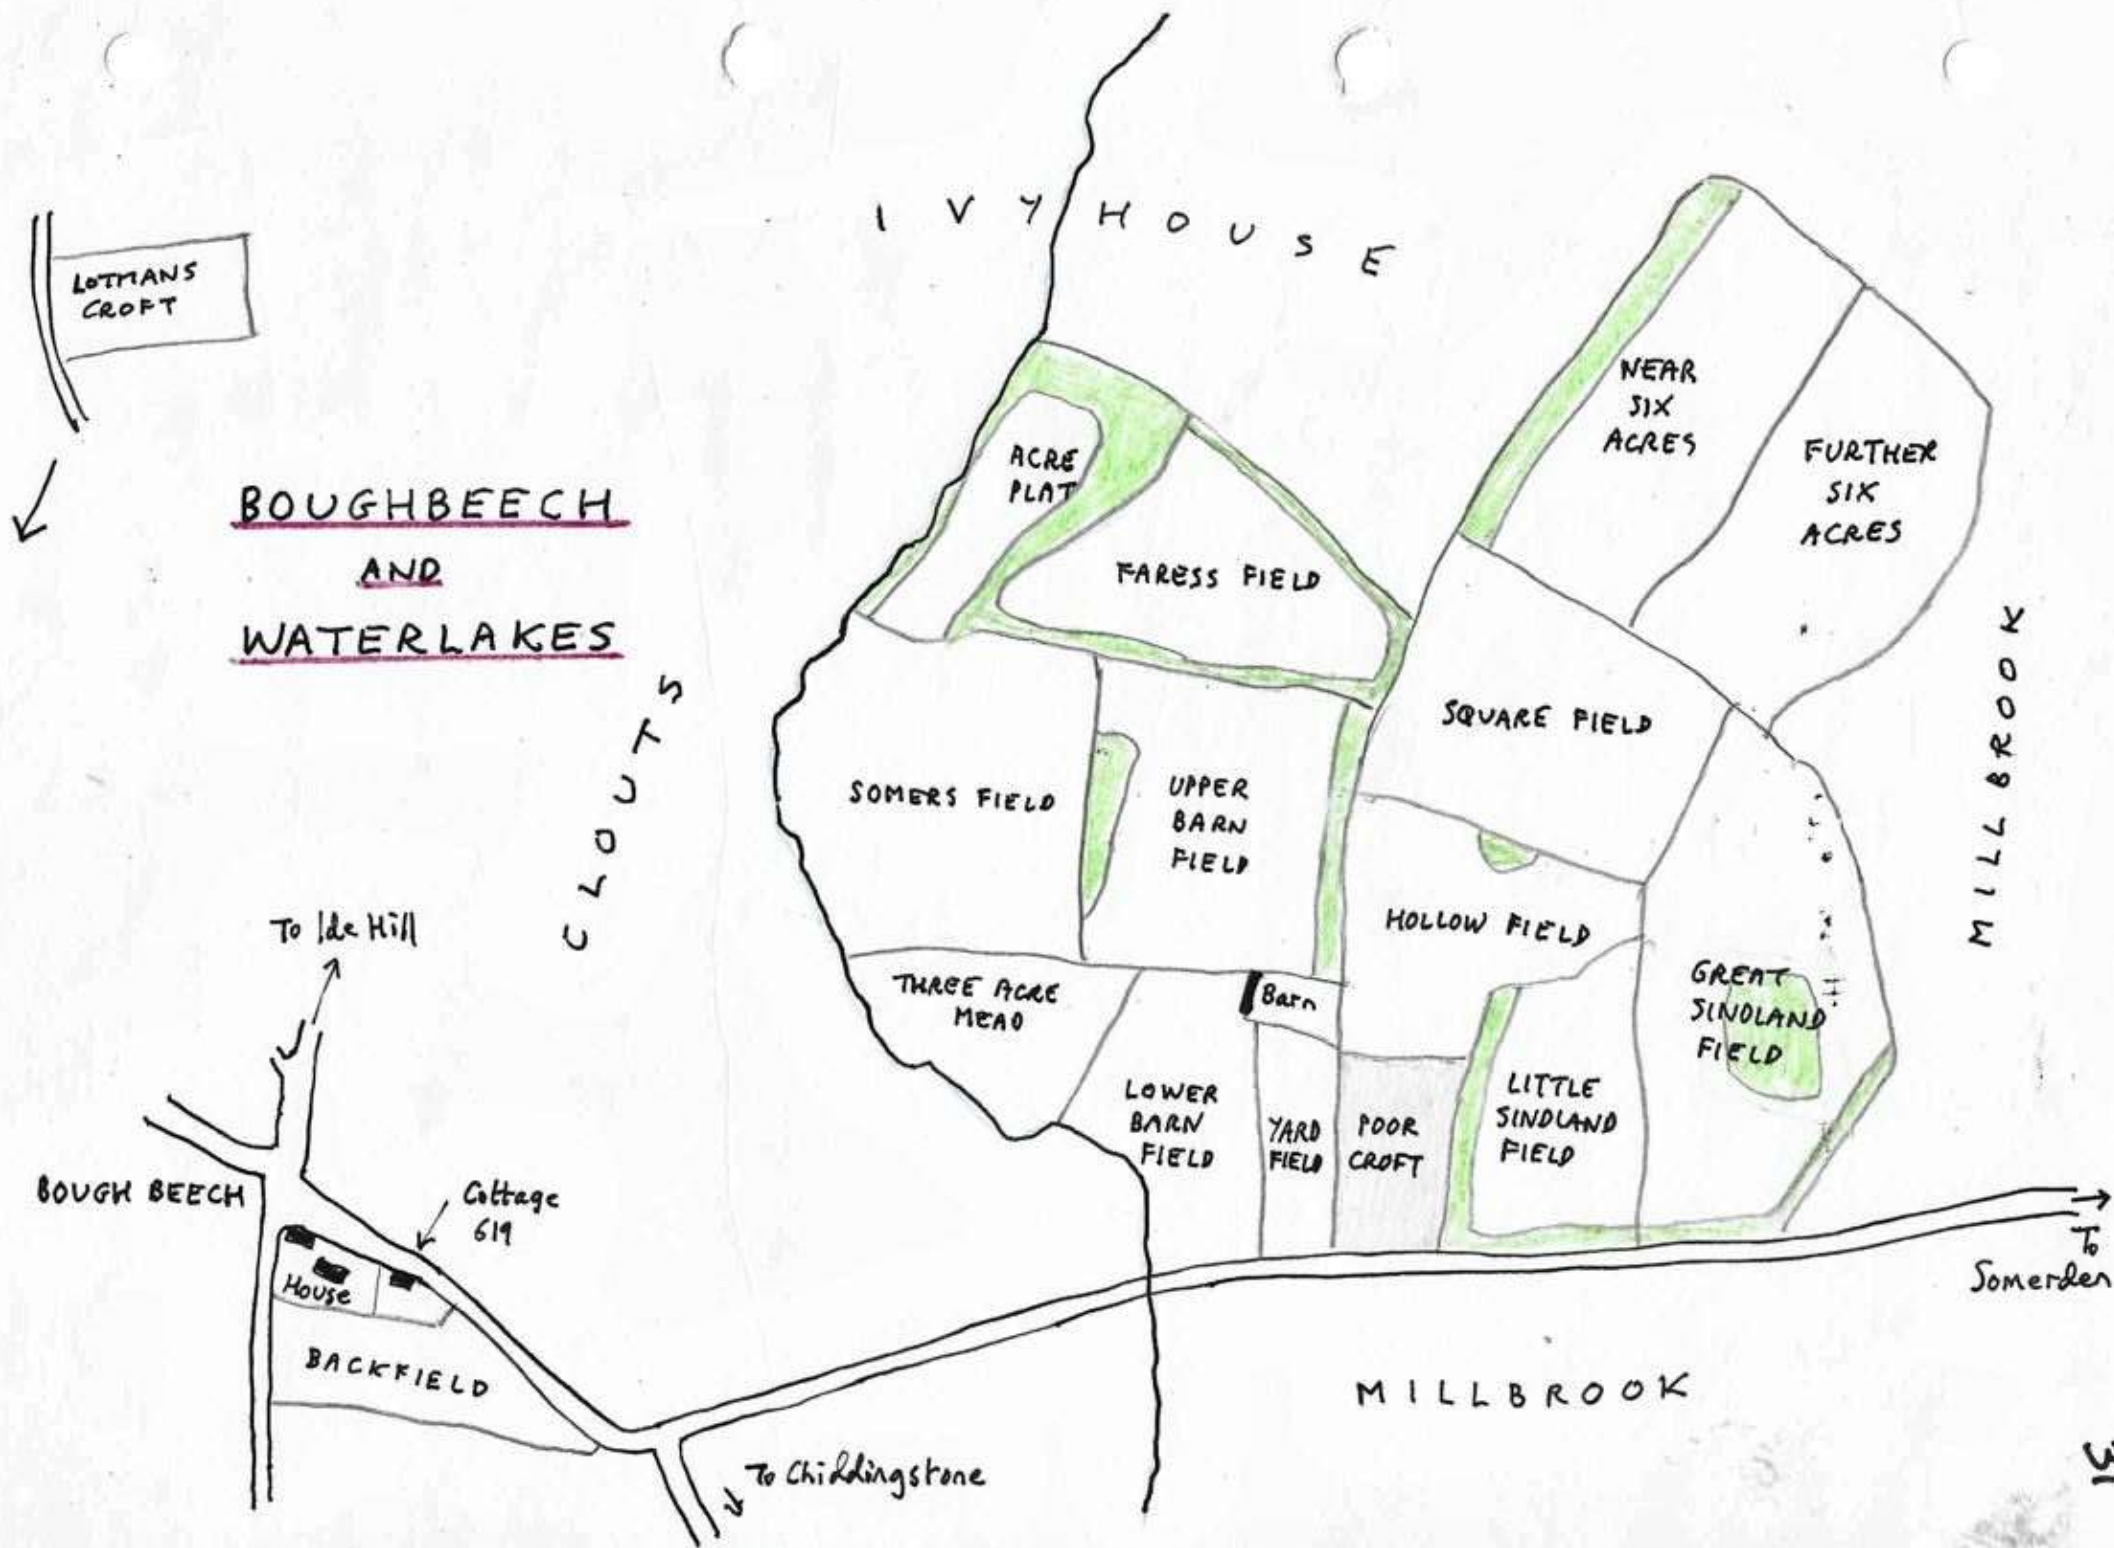 IVYHOUSE
LOTMANS
CROFT
BOUGHBEECH
AND
WATERLAKES
CLOUTS
ACRE
PLAT
FARESS FIELD
NEAR
SIX
ACRES
FURTHER
SIX
ACRES
SQUARE FIELD
MILLBROOK
SOMERS FIELD
UPPER
BARN
FIELD
HOLLOW FIELD
THREE ACRE
MEAD
Barn
GREAT
SINDLAND
FIELD
LOWER
BARN
FIELD
YARD
FIELD
POOR
CROFT
LITTLE
SINDLAND
FIELD
To Ide Hill
BOUGH BEECH
Cottage
619
House
BACKFIELD
To
Somerden
MILLBROOK
To Chiddingstone
31